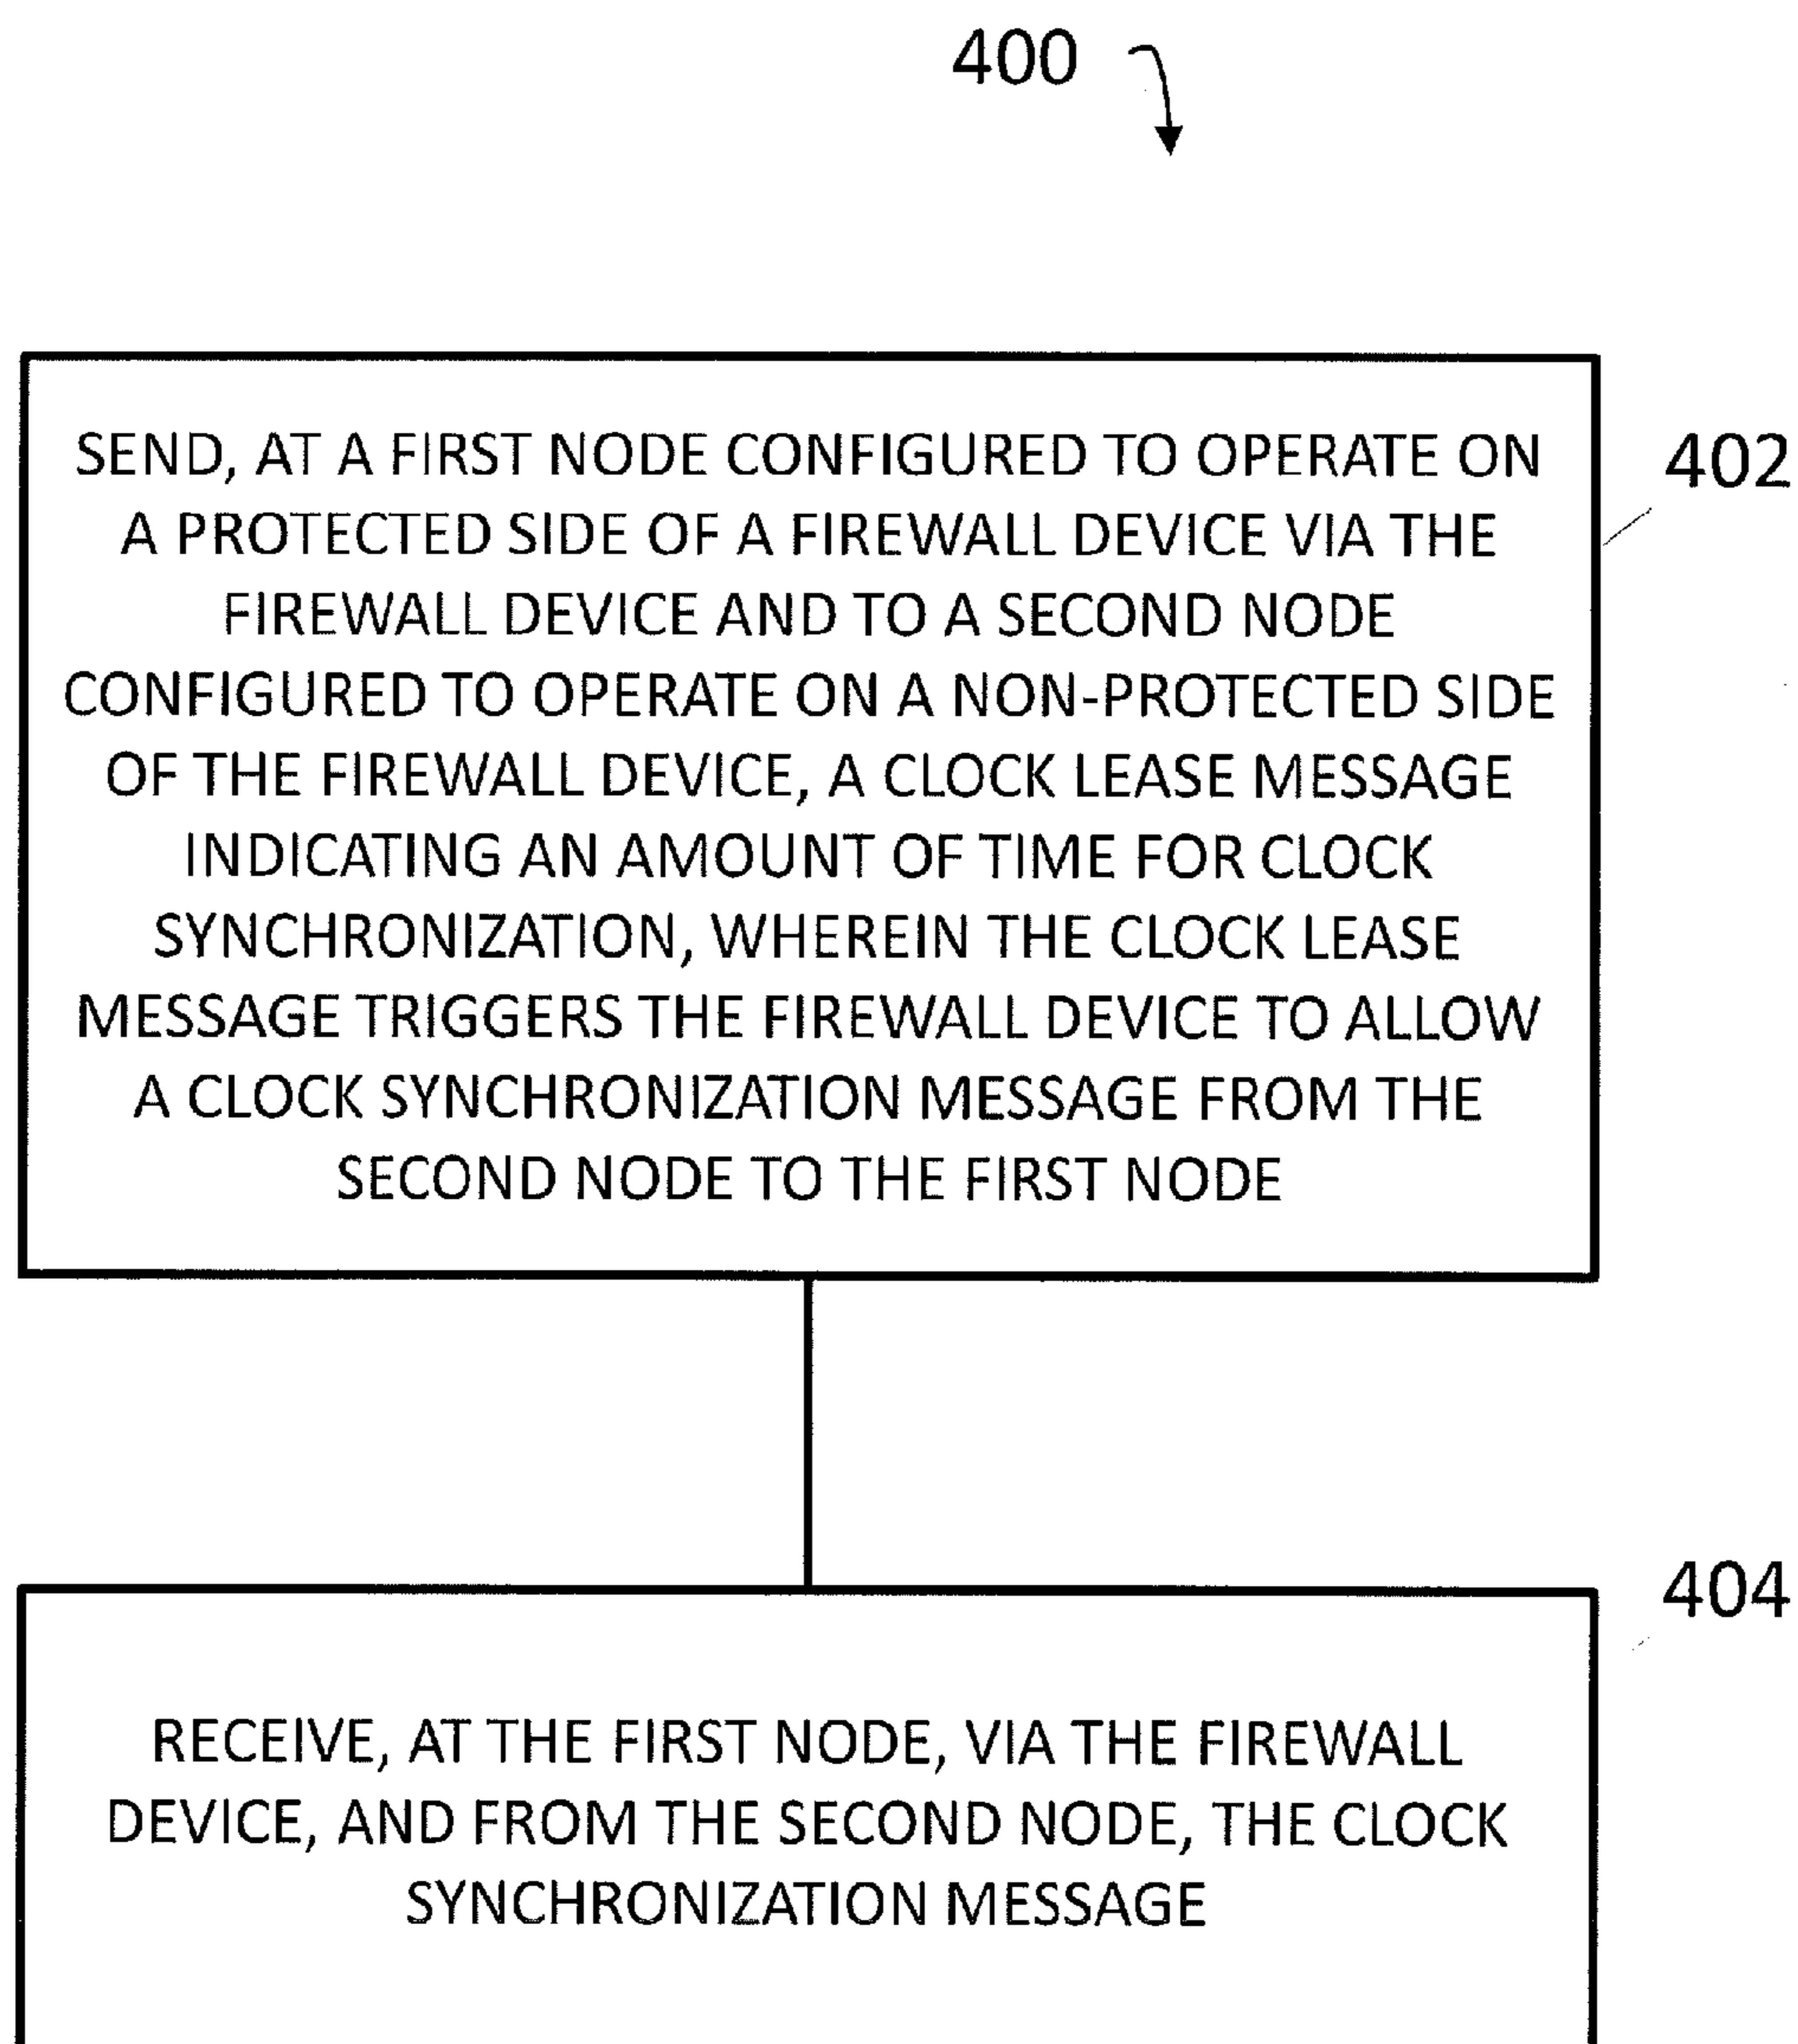 400
SEND, AT A FIRST NODE CONFIGURED TO OPERATE ON
A PROTECTED SIDE OF A FIREWALL DEVICE VIA THE
FIREWALL DEVICE AND TO A SECOND NODE
CONFIGURED TO OPERATE ON A NON-PROTECTED SIDE
OF THE FIREWALL DEVICE, A CLOCK LEASE MESSAGE
INDICATING AN AMOUNT OF TIME FOR CLOCK
SYNCHRONIZATION, WHEREIN THE CLOCK LEASE
MESSAGE TRIGGERS THE FIREWALL DEVICE TO ALLOW
A CLOCK SYNCHRONIZATION MESSAGE FROM THE
SECOND NODE TO THE FIRST NODE
402
404
RECEIVE, AT THE FIRST NODE, VIA THE FIREWALL
DEVICE, AND FROM THE SECOND NODE, THE CLOCK
SYNCHRONIZATION MESSAGE